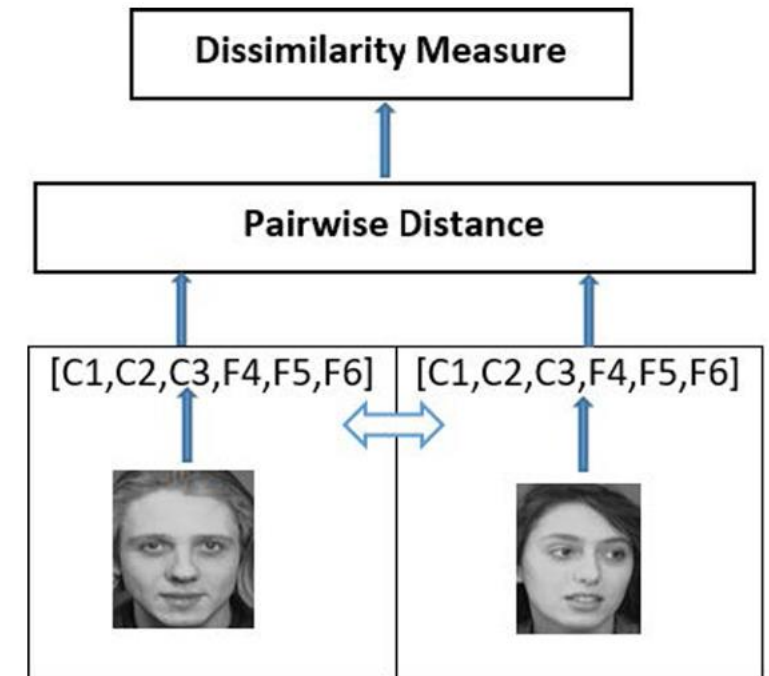 Dissimilarity Measure
Pairwise Distance
[C1,C2,C3,F4,F5,F6]
[C1,C2,C3,F4,F5,F6]